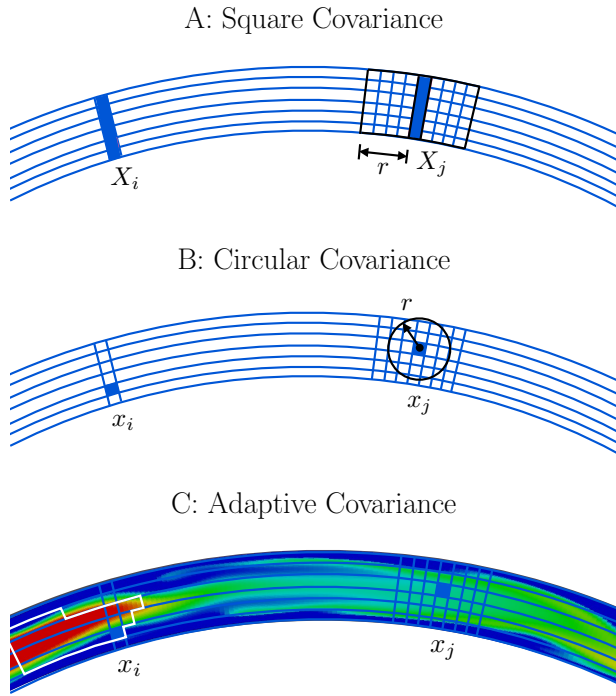 A: Square Covariance
X_i
r
X_j
B: Circular Covariance
r
x_i
x_j
C: Adaptive Covariance
x_i
x_j